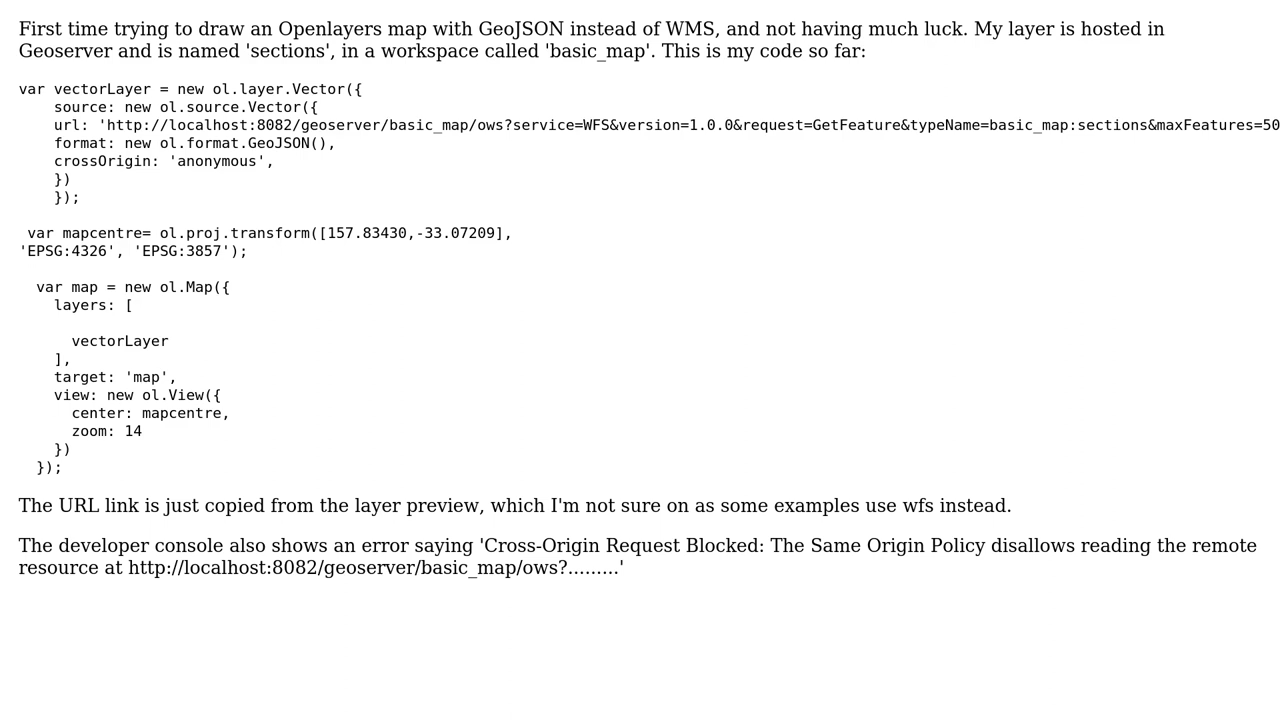 First time trying to draw an Openlayers map with GeoJSON instead of WMS, and not having much luck. My layer is hosted in
Geoserver and is named 'sections', in a workspace called 'basic_map'. This is my code so far:
var vectorLayer = new ol.layer.Vector({
    source: new ol.source.Vector({
    url: 'http://localhost:8082/geoserver/basic_map/ows?service=WFS&version=1.0.0&request=GetFeature&typeName=basic_map:sections&maxFeatures=50
    format: new ol.format.GeoJSON(),
    crossOrigin: 'anonymous',
    })
    });
 var mapcentre= ol.proj.transform([157.83430,-33.07209],
'EPSG:4326', 'EPSG:3857');
  var map = new ol.Map({
    layers: [
      vectorLayer
    ],
    target: 'map',
    view: new ol.View({
      center: mapcentre,
      zoom: 14
    })
  });
The URL link is just copied from the layer preview, which I'm not sure on as some examples use wfs instead.
The developer console also shows an error saying 'Cross-Origin Request Blocked: The Same Origin Policy disallows reading the remote
resource at http://localhost:8082/geoserver/basic_map/ows?.........'